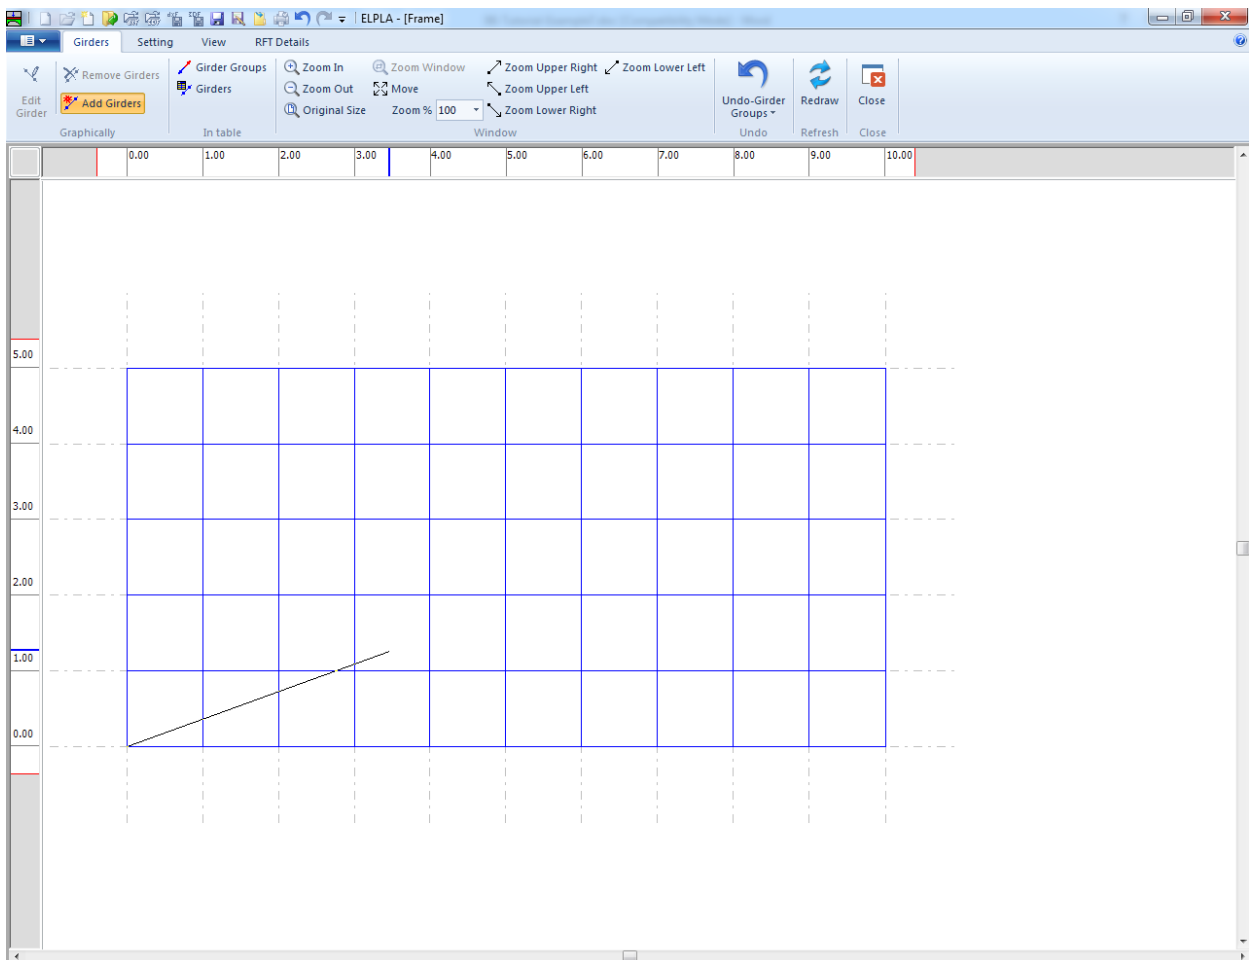 ELPLA - [Frame]
Girders Setting View RFT Details
Edit Girder
Remove Girders
Add Girders
Graphically
Girder Groups
Girders
In table
Zoom In Zoom Window Zoom Upper Right Zoom Lower Left
Zoom Out Move Zoom Upper Left
Original Size Zoom % 100 Zoom Lower Right
Window
Undo-Girder Groups
Undo
Redraw
Refresh
Close
Close
0.00 1.00 2.00 3.00 4.00 5.00 6.00 7.00 8.00 9.00 10.00
5.00
4.00
3.00
2.00
1.00
0.00